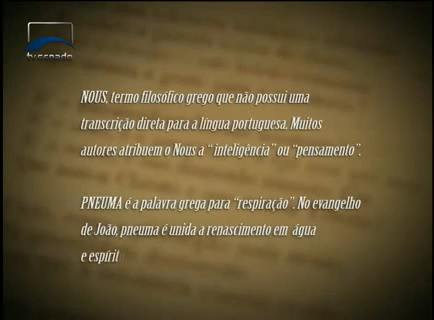 tv senado
NOUS, termo filosófico grego que não possui uma
transcrição direta para a língua portuguesa. Muitos
autores atribuem o Nous a “inteligência” ou “pensamento”.
PNEUMA é a palavra grega para “respiração”. No evangelho
de João, pneuma é unida a renascimento em água
e espírit